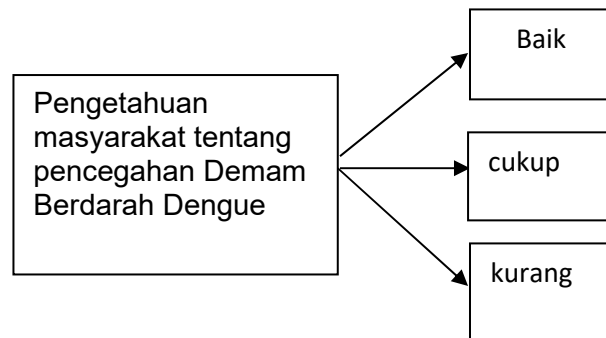 Baik
Pengetahuan
masyarakat tentang
pencegahan Demam
Berdarah Dengue
cukup
kurang